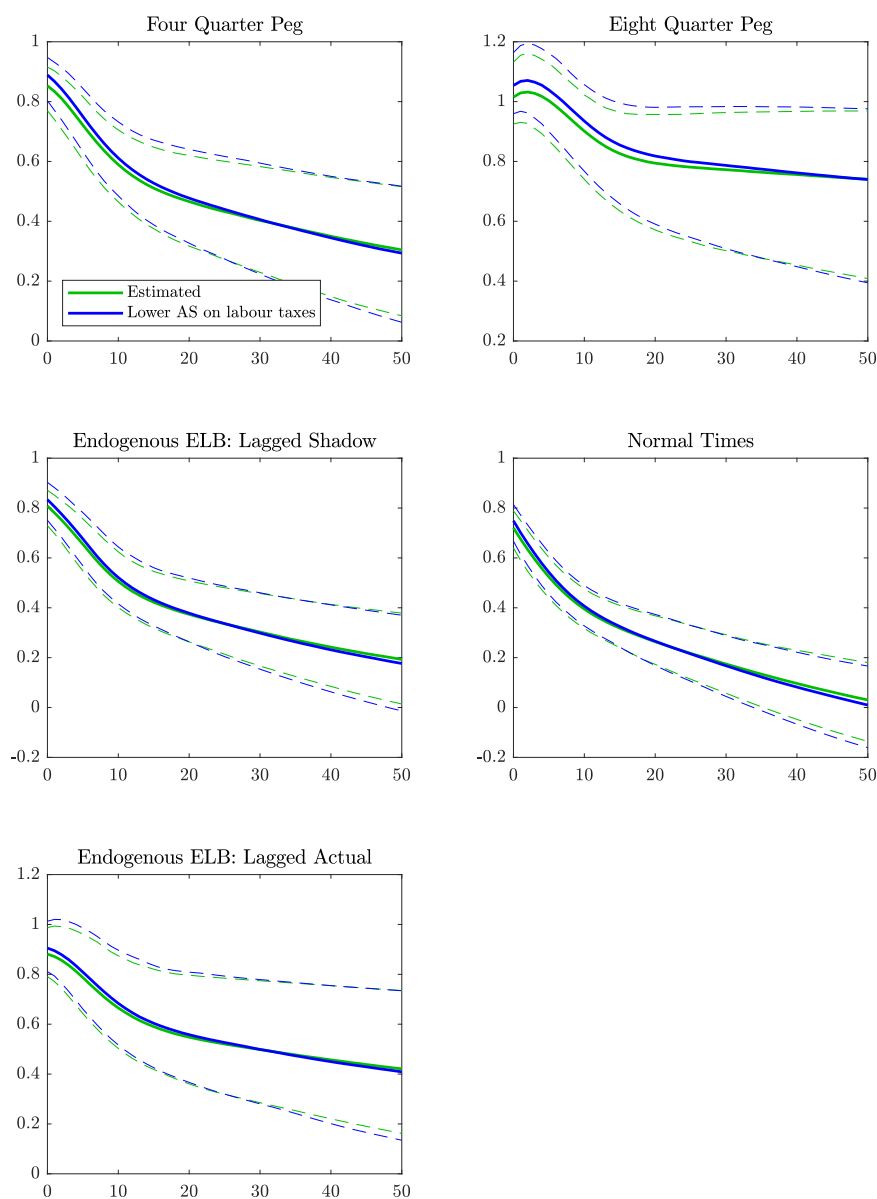 Four Quarter Peg
1
0.8
0.6
0.4
0.2
0
Estimated
Lower AS on labour taxes
0 10 20 30 40 50
Eight Quarter Peg
1.2
1
0.8
0.6
0.4
0.2
0 10 20 30 40 50
Endogenous ELB: Lagged Shadow
1
0.8
0.6
0.4
0.2
0
-0.2
0 10 20 30 40 50
Normal Times
1
0.8
0.6
0.4
0.2
0
-0.2
0 10 20 30 40 50
Endogenous ELB: Lagged Actual
1.2
1
0.8
0.6
0.4
0.2
0
0 10 20 30 40 50